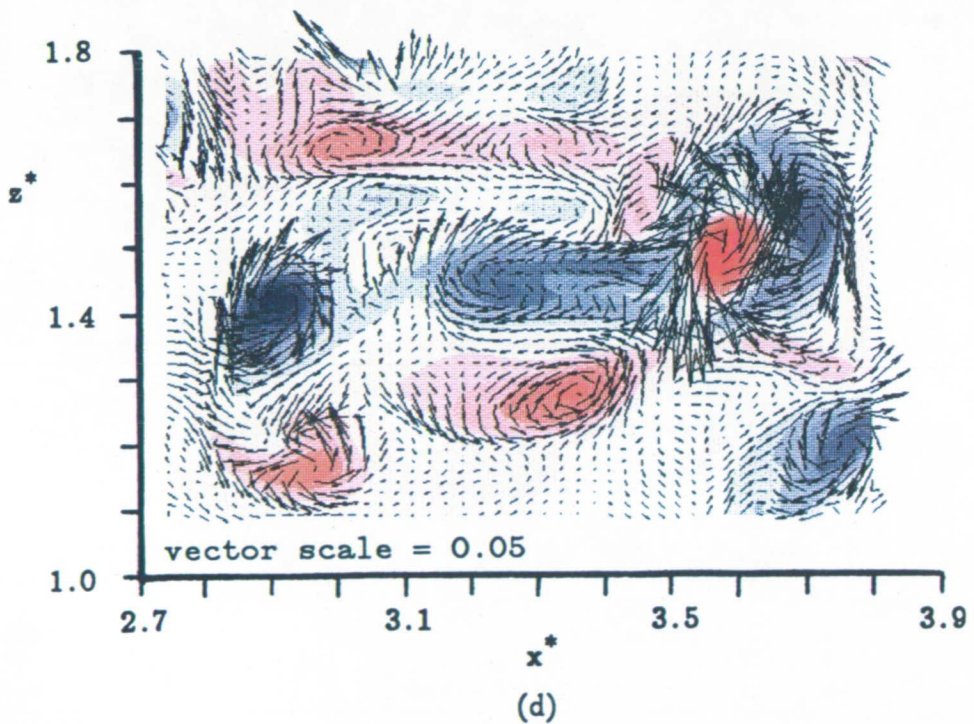 1.8
z*
1.4
vector scale = 0.05
1.0
2.7 3.1 3.5 3.9
x*
(d)